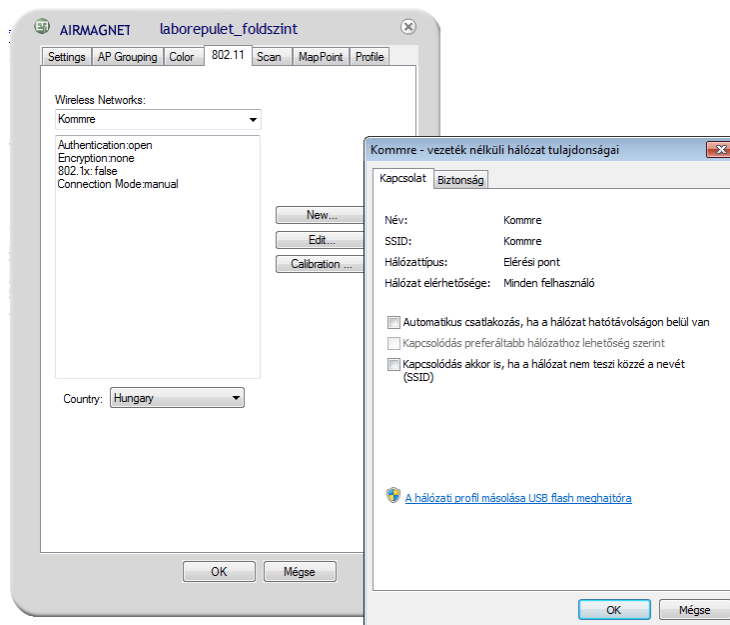 AIRMAGNET laborepulet_foldszint
Settings AP Grouping Color 802.11 Scan MapPoint Profile
Wireless Networks:
Kommre
Authentication:open
Encryption:none
802.1x: false
Connection Mode:manual
New...
Edit...
Calibration ...
Country: Hungary
OK Mégse
Kommre - vezeték nélküli hálózat tulajdonságai
Kapcsolat Biztonság
Név: Kommre
SSID: Kommre
Hálózattípus: Elérési pont
Hálózat elérhetősége: Minden felhasználó
Automatikus csatlakozás, ha a hálózat hatótávolságon belül van
Kapcsolódás preferáltabb hálózathoz lehetőség szerint
Kapcsolódás akkor is, ha a hálózat nem teszi közzé a nevét
(SSID)
A hálózati profil másolása USB flash meghajtóra
OK Mégse